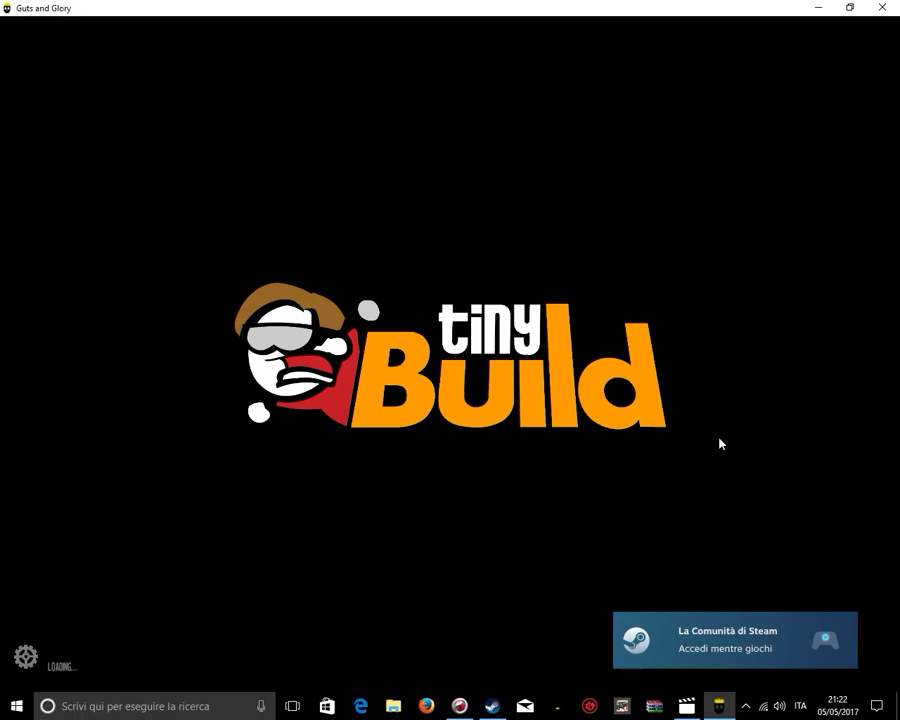 Guts and Glory
tiny
Build
La Comunità di Steam
Accedi mentre giochi
LOADING...
Scrivi qui per eseguire la ricerca
ITA
21:22
05/05/2017